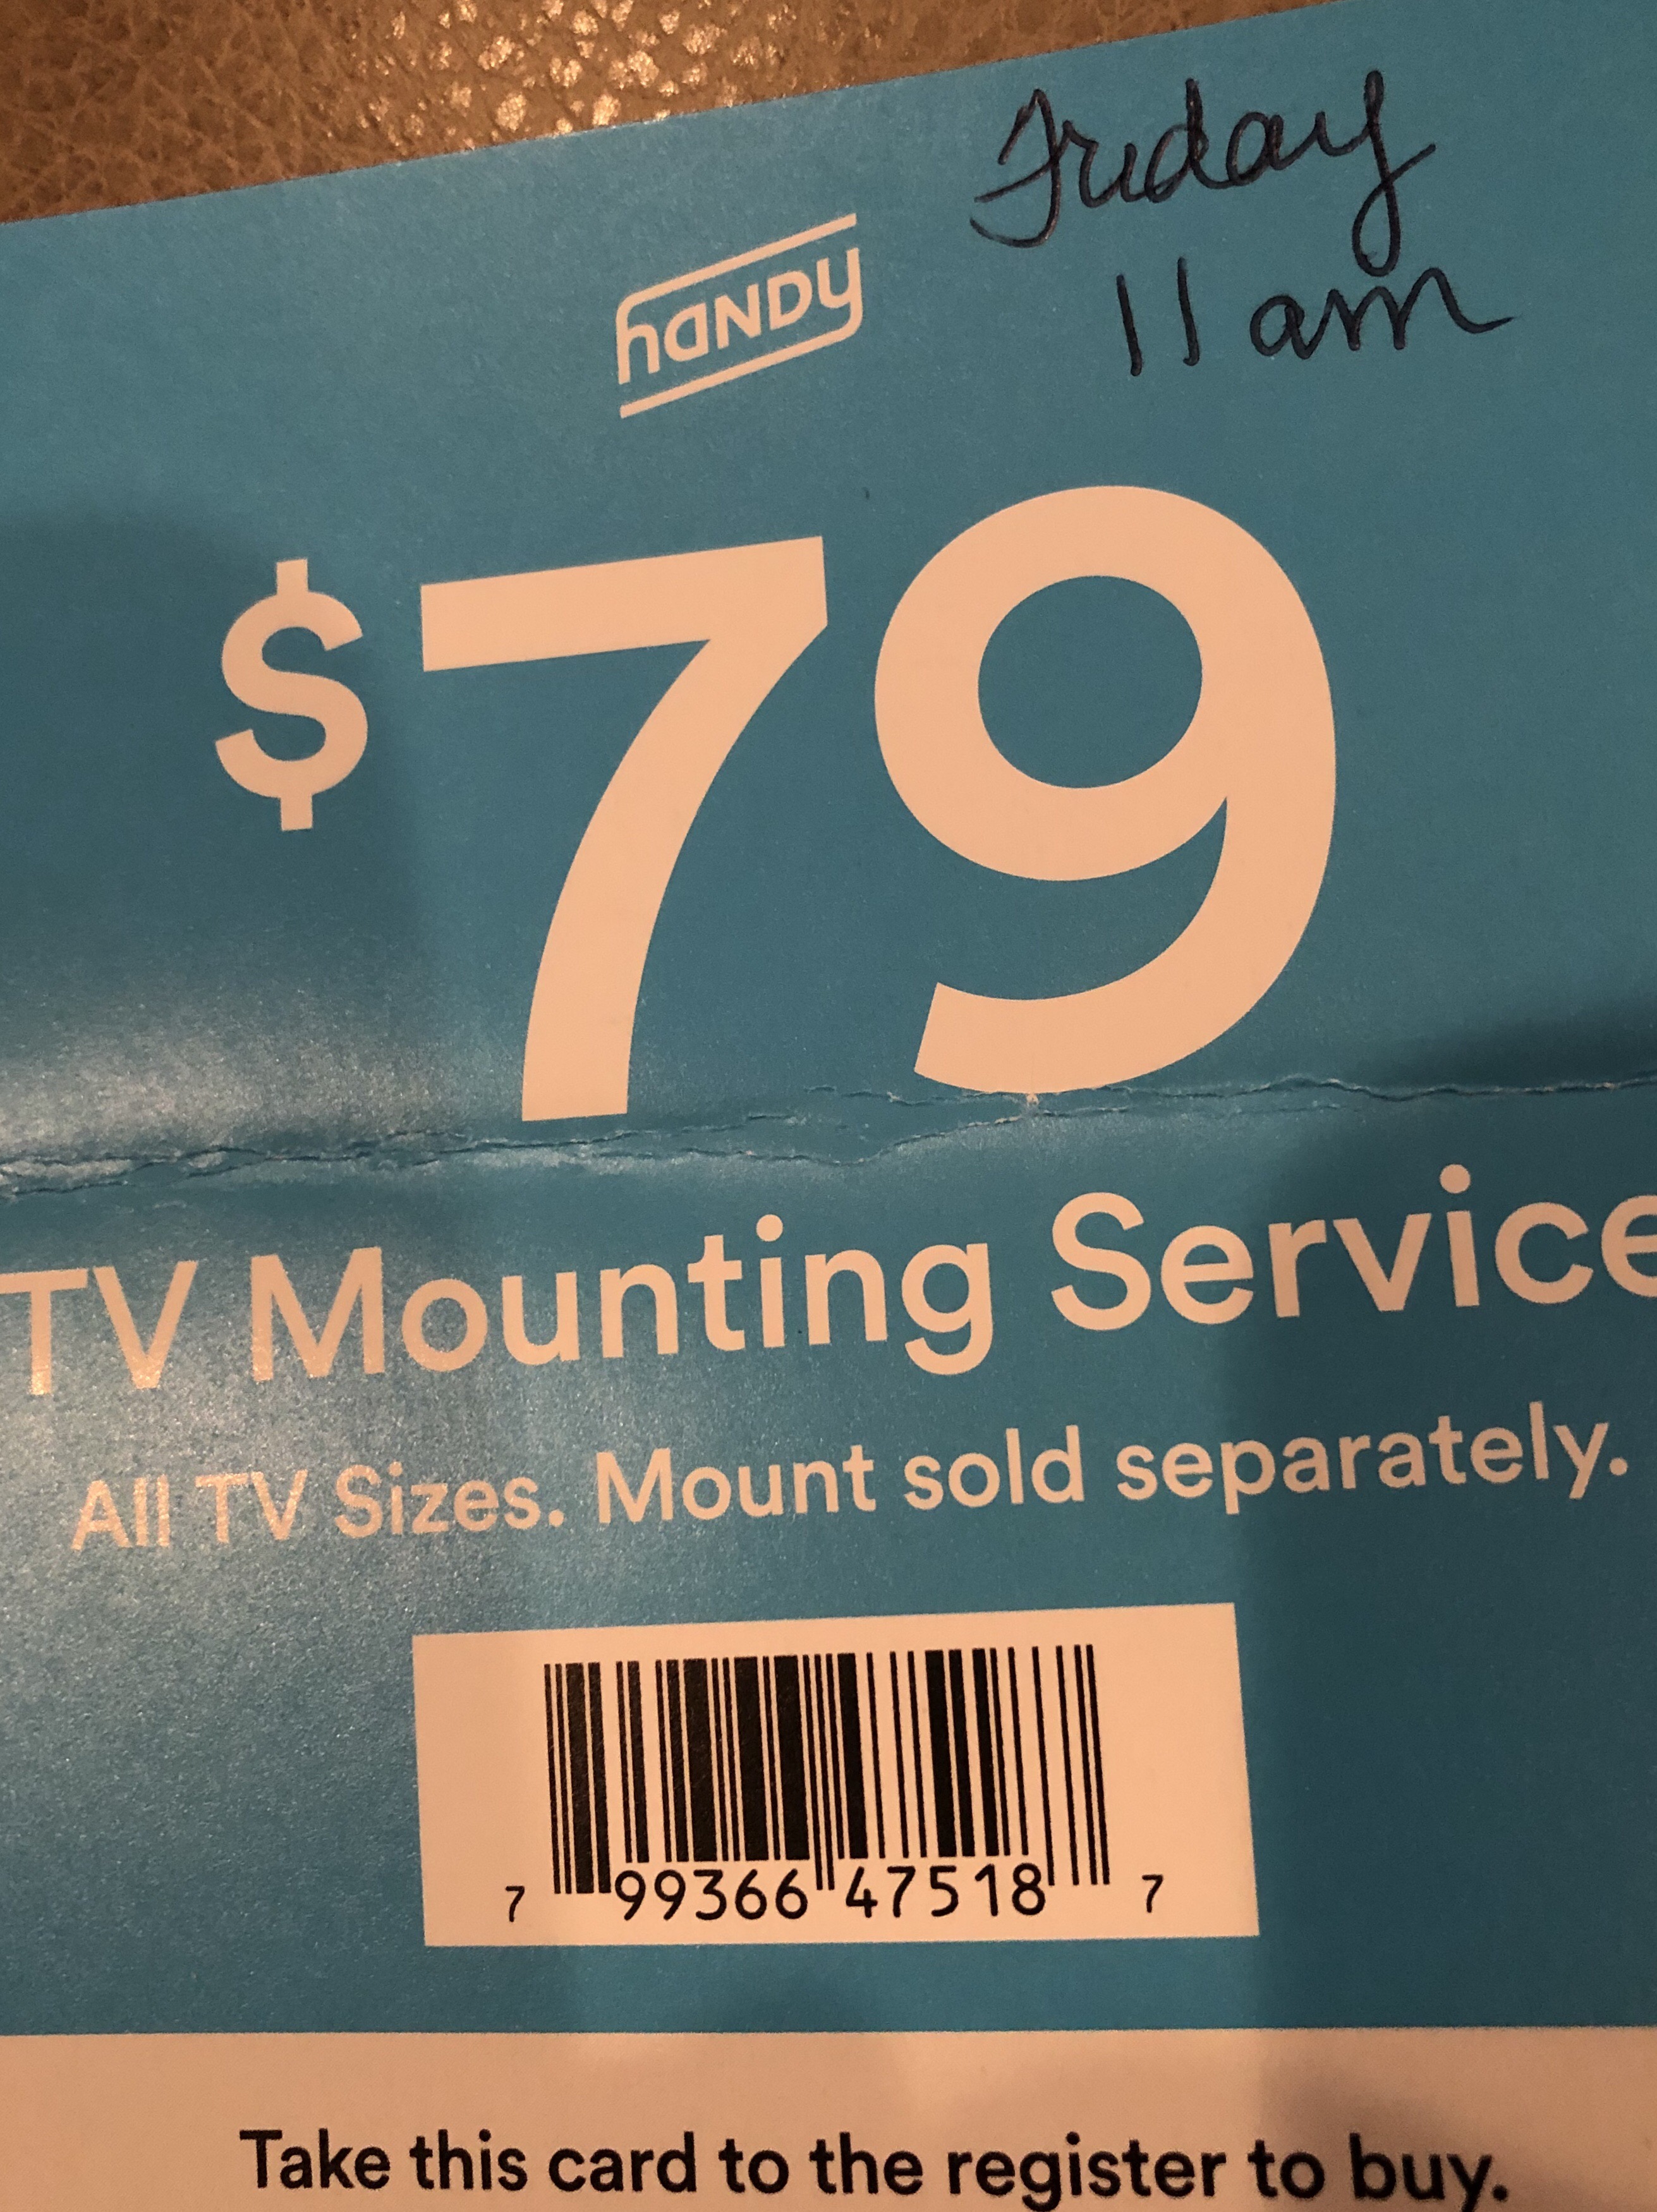 Friday
11 am
HANDY
$79
TV Mounting Service
All TV Sizes. Mount sold separately.
7 99366 47518 7
Take this card to the register to buy.